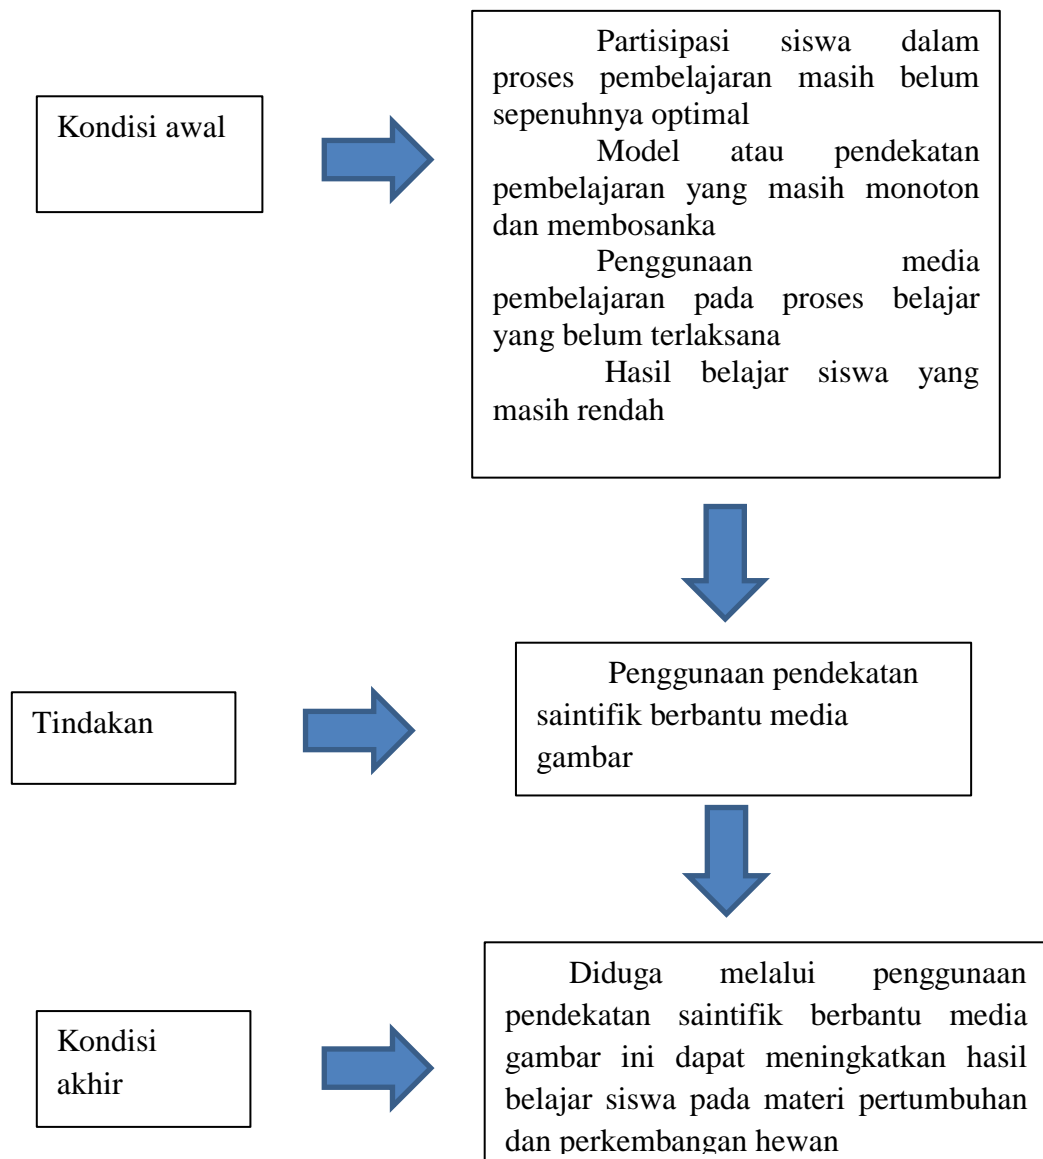 Kondisi awal
Partisipasi siswa dalam
proses pembelajaran masih belum
sepenuhnya optimal
Model atau pendekatan
pembelajaran yang masih monoton
dan membosanka
Penggunaan media
pembelajaran pada proses belajar
yang belum terlaksana
Hasil belajar siswa yang
masih rendah
Tindakan
Penggunaan pendekatan
saintifik berbantu media
gambar
Kondisi
akhir
Diduga melalui penggunaan
pendekatan saintifik berbantu media
gambar ini dapat meningkatkan hasil
belajar siswa pada materi pertumbuhan
dan perkembangan hewan